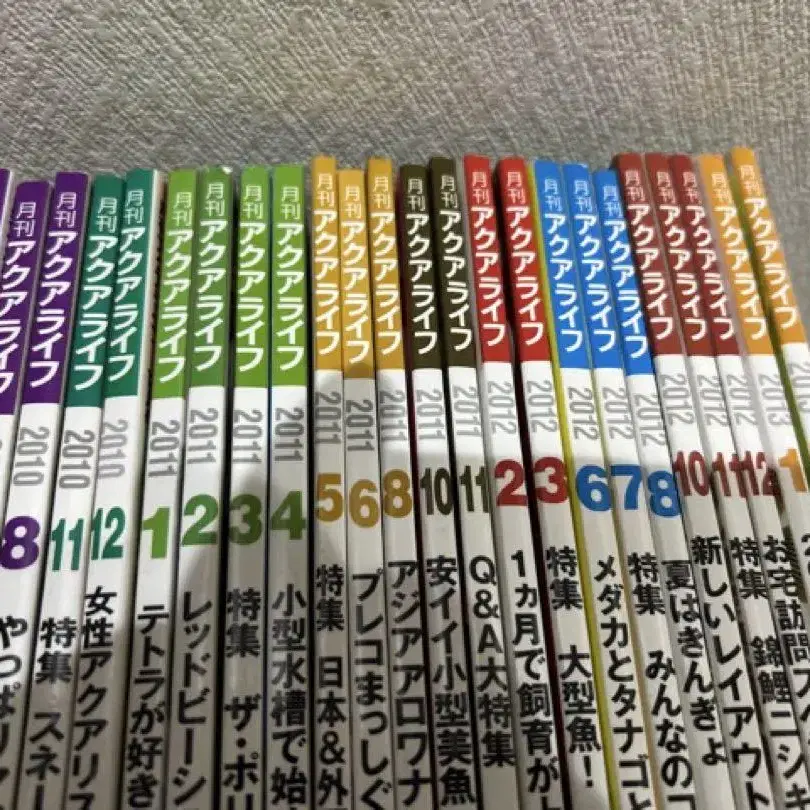 月刊 アクアライフ
月刊 アクアライフ 2010 8 やっぱりア
月刊 アクアライフ 2010 11 特集 スネー
月刊 アクアライフ 2010 12 女性アクアリス
月刊 アクアライフ 2011 1 テトラが好き
月刊 アクアライフ 2011 2 レッドビーシ
月刊 アクアライフ 2011 3 特集 ザ・ポリ
月刊 アクアライフ 2011 4 小型水槽で始
月刊 アクアライフ 2011 5 特集 日本&外
月刊 アクアライフ 2011 6 プレコまっしぐ
月刊 アクアライフ 2011 8 アジアアロワナ
月刊 アクアライフ 2011 10 安イイ小型美魚
月刊 アクアライフ 2011 11 Q&A大特集
月刊 アクアライフ 2012 2 1ヵ月で飼育が
月刊 アクアライフ 2012 3 特集 大型魚!
月刊 アクアライフ 2012 6 メダカとタナゴと
月刊 アクアライフ 2012 7 特集 みんなの
月刊 アクアライフ 2012 8 夏はきんぎょ
月刊 アクアライフ 2012 10 新しいレイアウト
月刊 アクアライフ 2012 11 特集 錦鯉ニシキ
月刊 アクアライフ 2012 12 お宅訪問
月刊 アクアライフ 2013 1